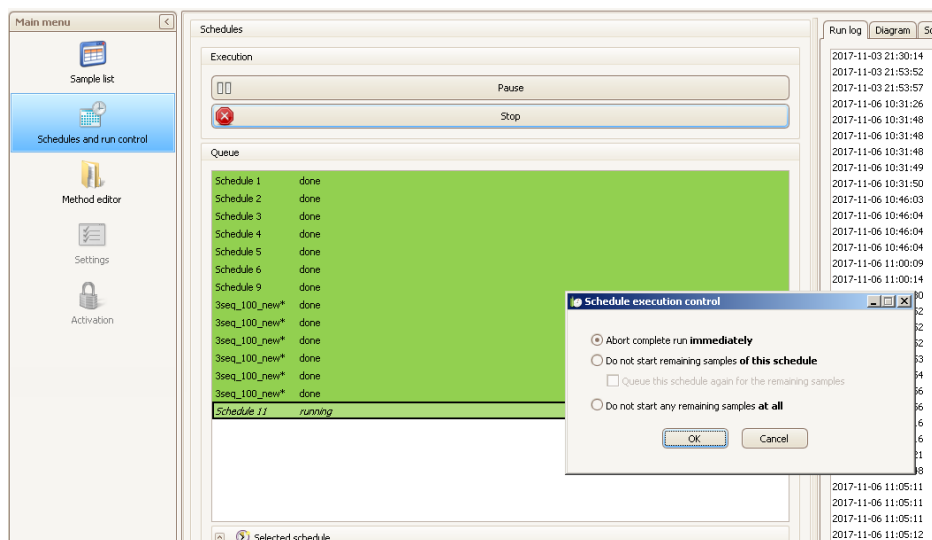 Main menu
Sample list
Schedules and run control
Method editor
Settings
Activation
Schedules
Execution
Pause
Stop
Queue
Schedule 1 done
Schedule 2 done
Schedule 3 done
Schedule 4 done
Schedule 5 done
Schedule 6 done
Schedule 9 done
3seq_100_new* done
3seq_100_new* done
3seq_100_new* done
3seq_100_new* done
3seq_100_new* done
3seq_100_new* done
Schedule 11 running
Selected schedule
Schedule execution control
Abort complete run immediately
Do not start remaining samples of this schedule
Queue this schedule again for the remaining samples
Do not start any remaining samples at all
OK Cancel
Run log Diagram
2017-11-03 21:30:14
2017-11-03 21:53:52
2017-11-03 21:53:57
2017-11-06 10:31:26
2017-11-06 10:31:48
2017-11-06 10:31:48
2017-11-06 10:31:48
2017-11-06 10:31:49
2017-11-06 10:31:50
2017-11-06 10:46:03
2017-11-06 10:46:04
2017-11-06 10:46:04
2017-11-06 10:46:04
2017-11-06 11:00:09
2017-11-06 11:00:14
2017-11-06 11:05:11
2017-11-06 11:05:11
2017-11-06 11:05:11
2017-11-06 11:05:12